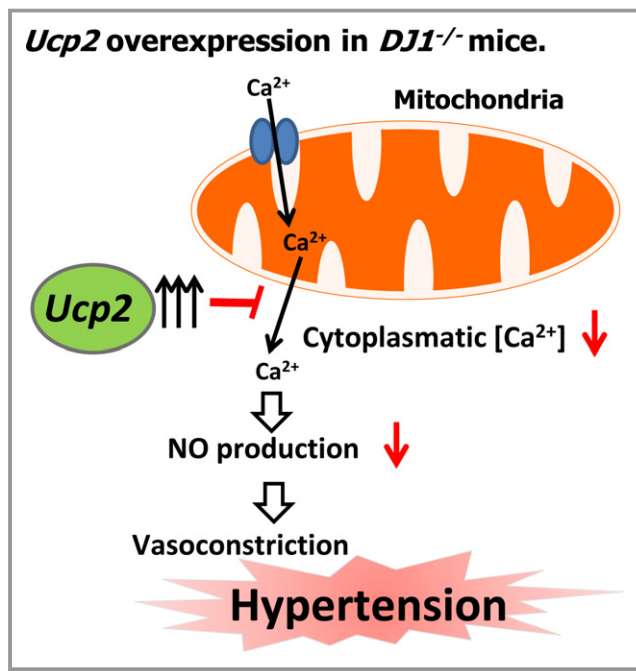 Ucp2 overexpression in DJ1-/- mice.
Ca2+
Mitochondria
Ca2+
Ucp2
Cytoplasmatic [Ca2+]
Ca2+
NO production
Vasoconstriction
Hypertension